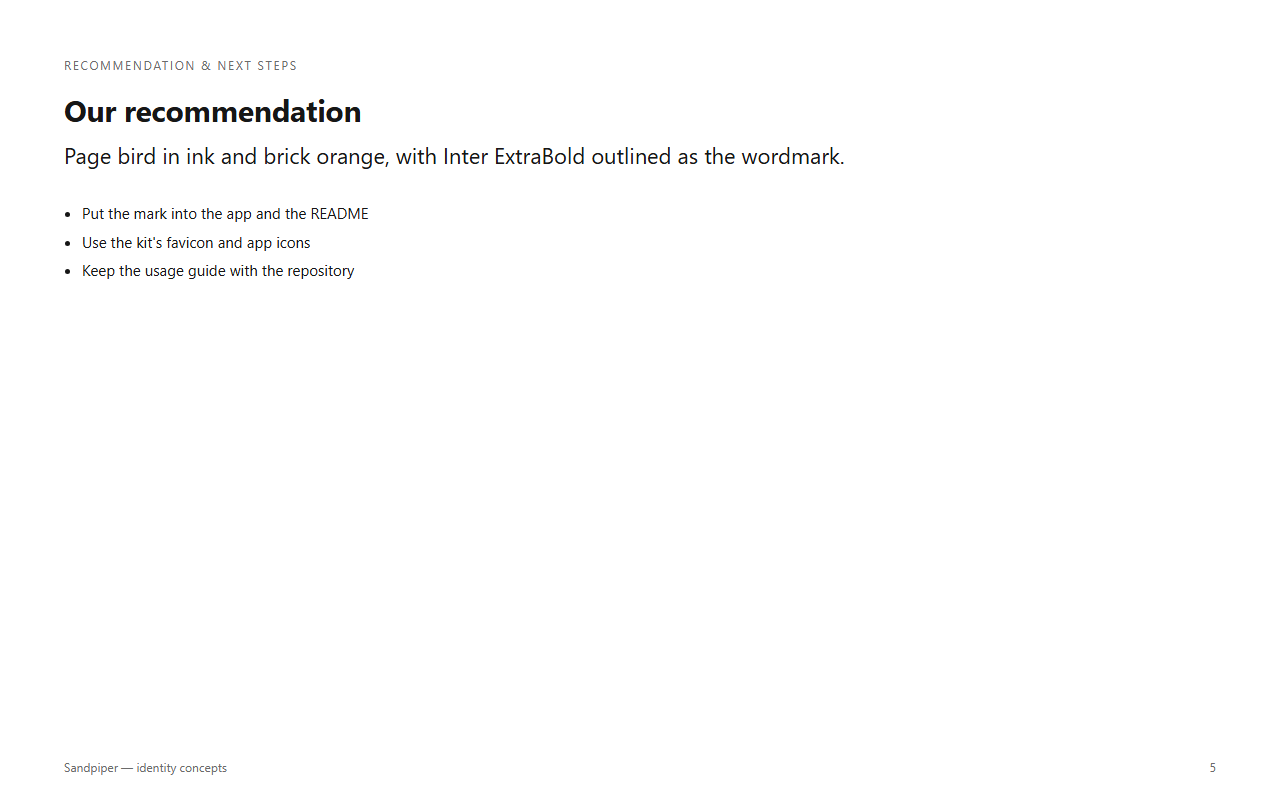 RECOMMENDATION & NEXT STEPS
Our recommendation
Page bird in ink and brick orange, with Inter ExtraBold outlined as the wordmark.
• Put the mark into the app and the README
• Use the kit's favicon and app icons
• Keep the usage guide with the repository
Sandpiper — identity concepts
5